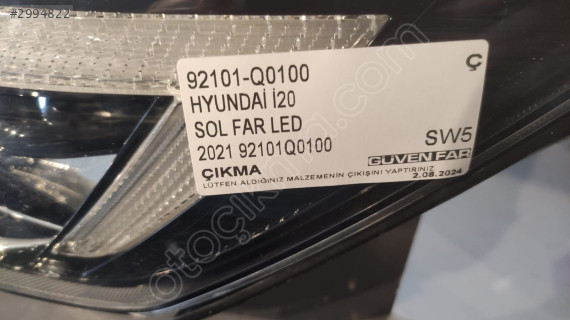 #2994822
92101-Q0100
Ç
HYUNDAİ İ20
SOL FAR LED
2021 92101Q0100
SW5
ÇIKMA
GÜVEN FAR
LÜTFEN ALDIĞINIZ MALZEMENİN ÇIKIŞINI YAPTIRINIZ
2.08.2024
otocikma.com